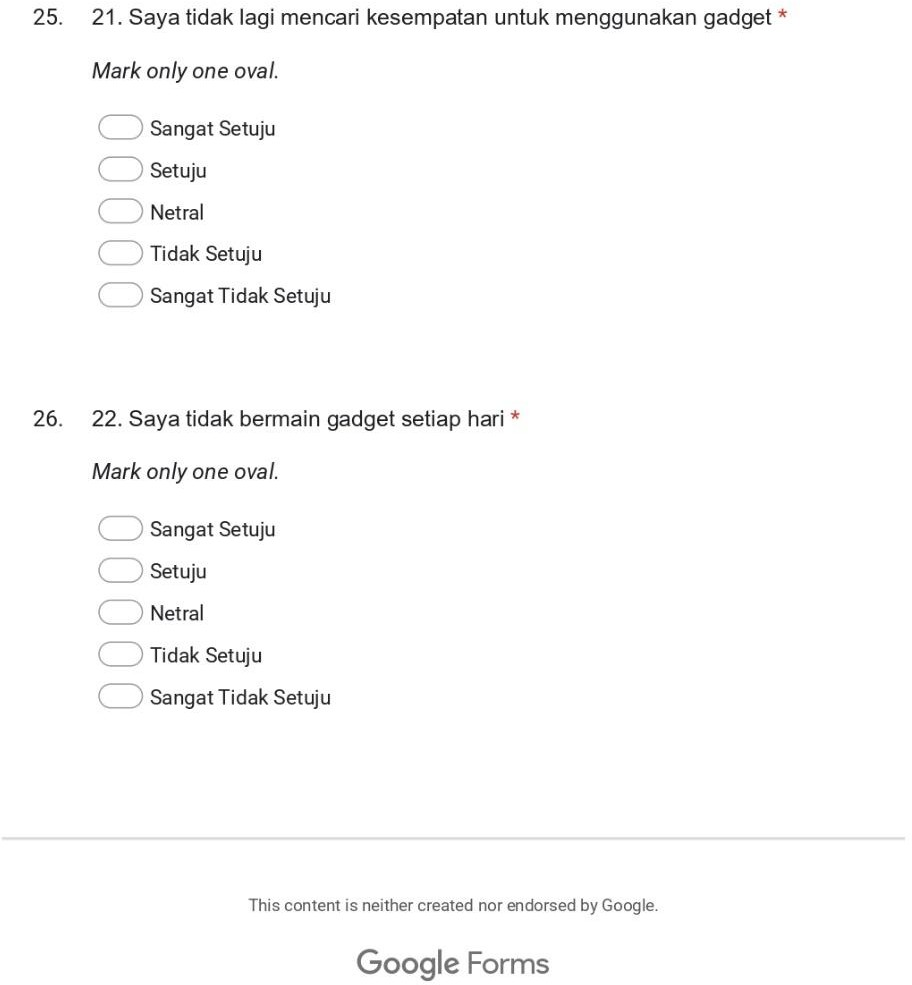 25. 21. Saya tidak lagi mencari kesempatan untuk menggunakan gadget *
Mark only one oval.
Sangat Setuju
Setuju
Netral
Tidak Setuju
Sangat Tidak Setuju
26. 22. Saya tidak bermain gadget setiap hari *
Mark only one oval.
Sangat Setuju
Setuju
Netral
Tidak Setuju
Sangat Tidak Setuju
This content is neither created nor endorsed by Google.
Google Forms